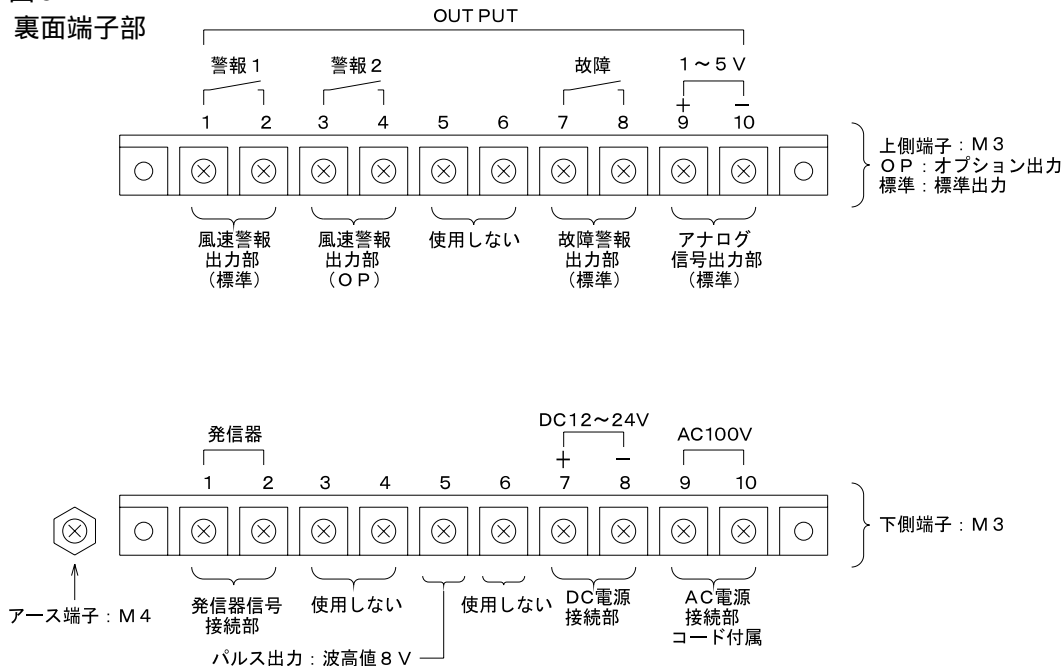 裏面端子部
OUT PUT
警報1 警報2 故障 1～5V
+ −
1 2 3 4 5 6 7 8 9 10
上側端子：M3
OP：オプション出力
標準：標準出力
風速警報
出力部
（標準）
風速警報
出力部
（OP）
使用しない
故障警報
出力部
（標準）
アナログ
信号出力部
（標準）
発信器 DC12～24V AC100V
+ −
1 2 3 4 5 6 7 8 9 10
下側端子：M3
アース端子：M4
発信器信号
接続部
使用しない
パルス出力：波高値8V
使用しない
DC電源
接続部
AC電源
接続部
コード付属